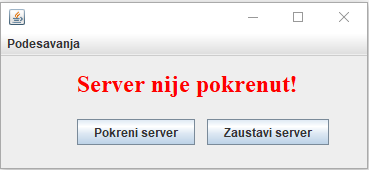 Podesavanja
Server nije pokrenut!
Pokreni server Zaustavi server